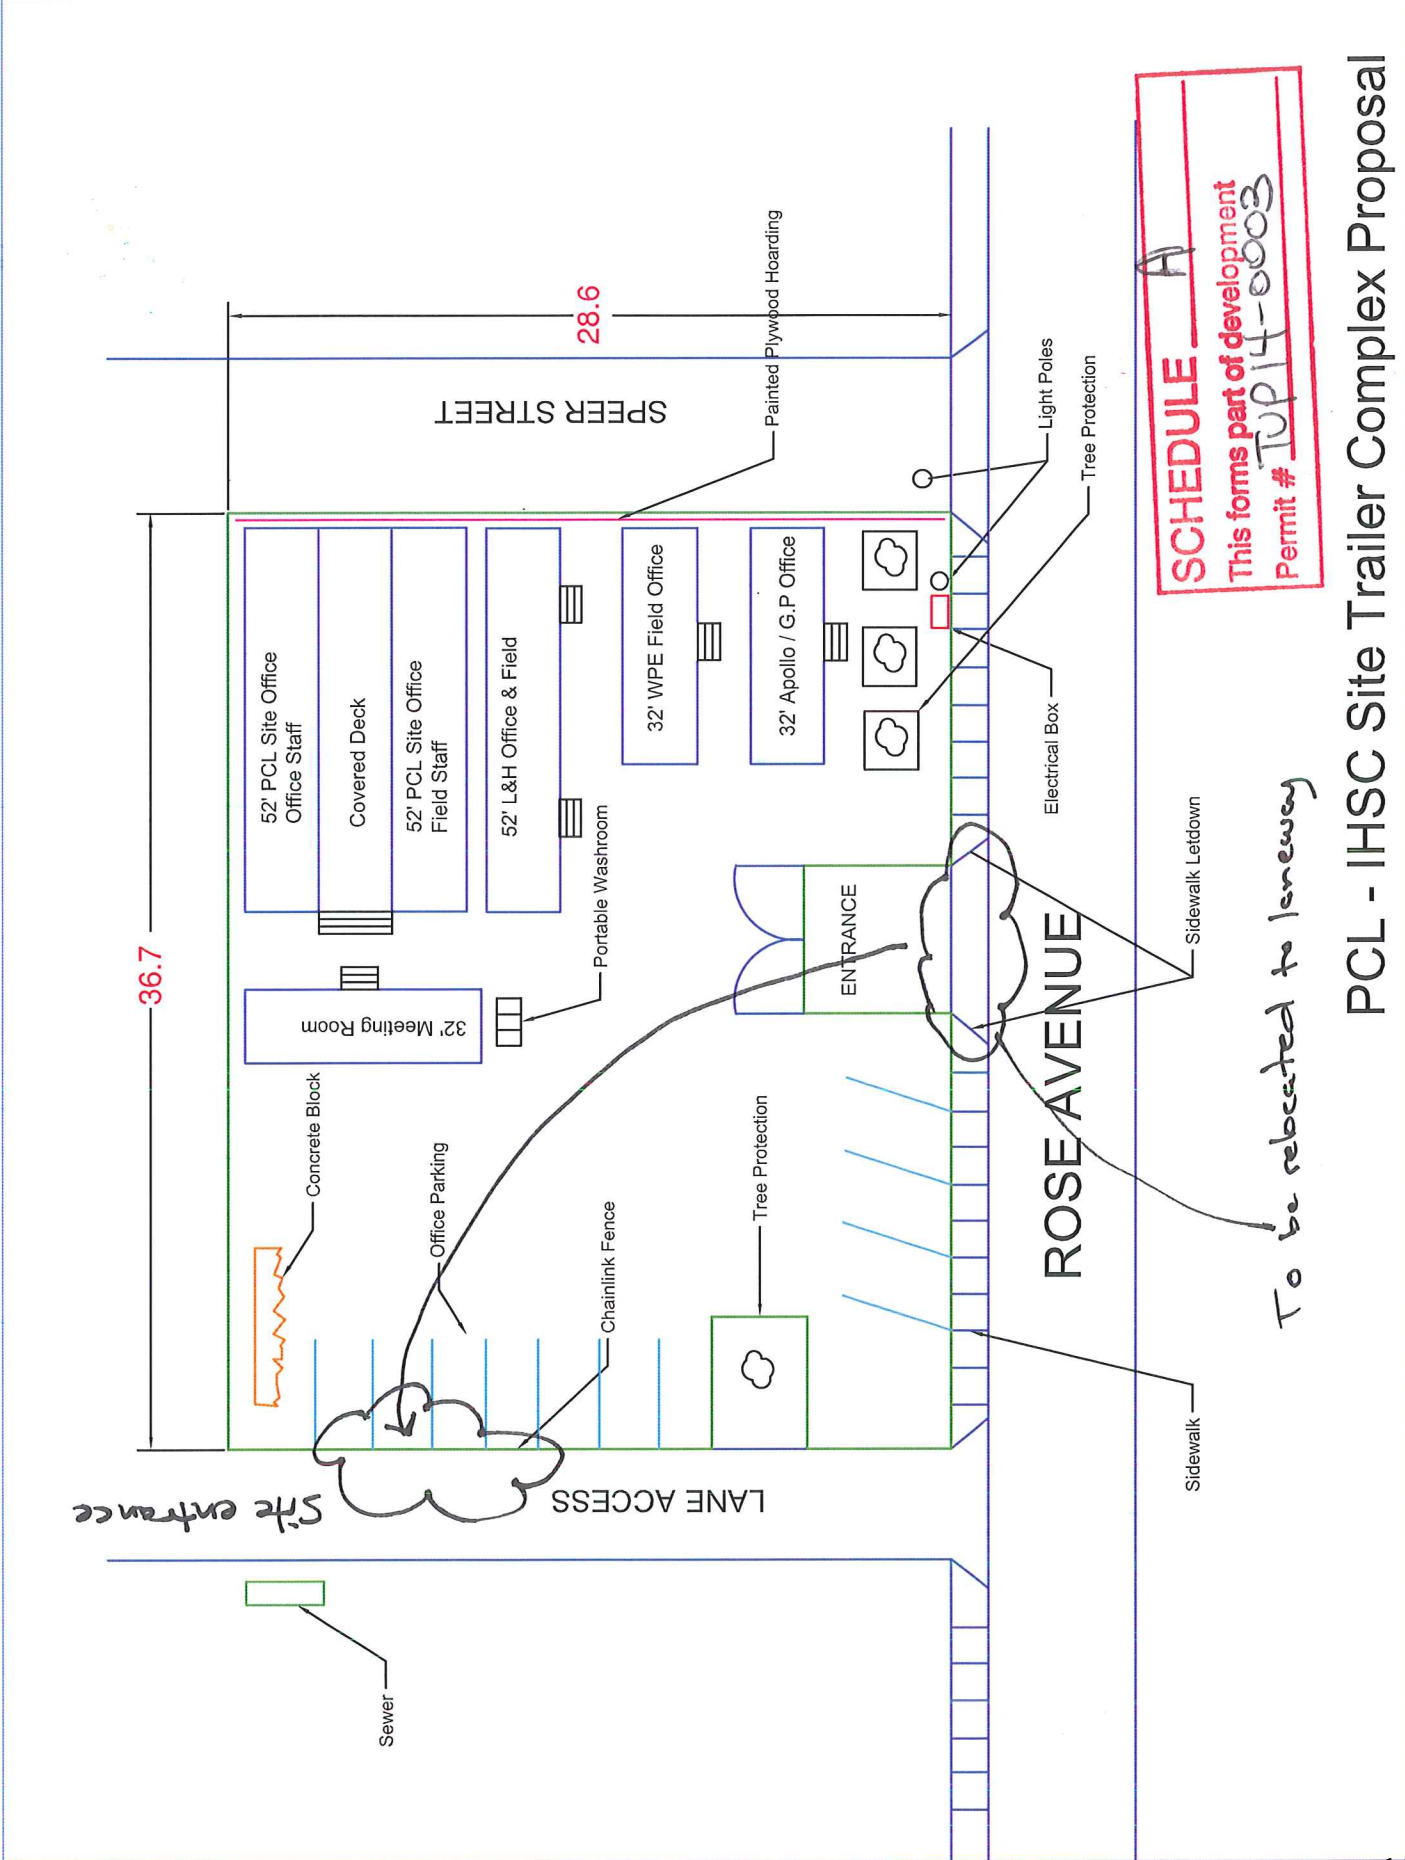 Site entrance
36.7
28.6
SPEER STREET
LANE ACCESS
ROSE AVENUE
52' PCL Site Office
Office Staff
Covered Deck
52' PCL Site Office
Field Staff
52' L&H Office & Field
32' WPE Field Office
32' Apollo / G.P Office
32' Meeting Room
Portable Washroom
Concrete Block
Office Parking
Chainlink Fence
Tree Protection
ENTRANCE
Painted Plywood Hoarding
Light Poles
Tree Protection
Electrical Box
Sidewalk Letdown
Sidewalk
Sewer
To be relocated to laneway
SCHEDULE A
This forms part of development
Permit # TUP14-0003
PCL - IHSC Site Trailer Complex Proposal